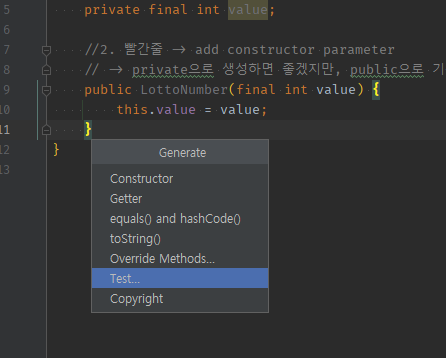 5 private final int value;
6
7 //2. 빨간줄 -> add constructor parameter
8 // -> private으로 생성하면 좋겠지만, public으로 기
9 public LottoNumber(final int value) {
10 this.value = value;
11 }
12 }
13
Generate
Constructor
Getter
equals() and hashCode()
toString()
Override Methods...
Test...
Copyright